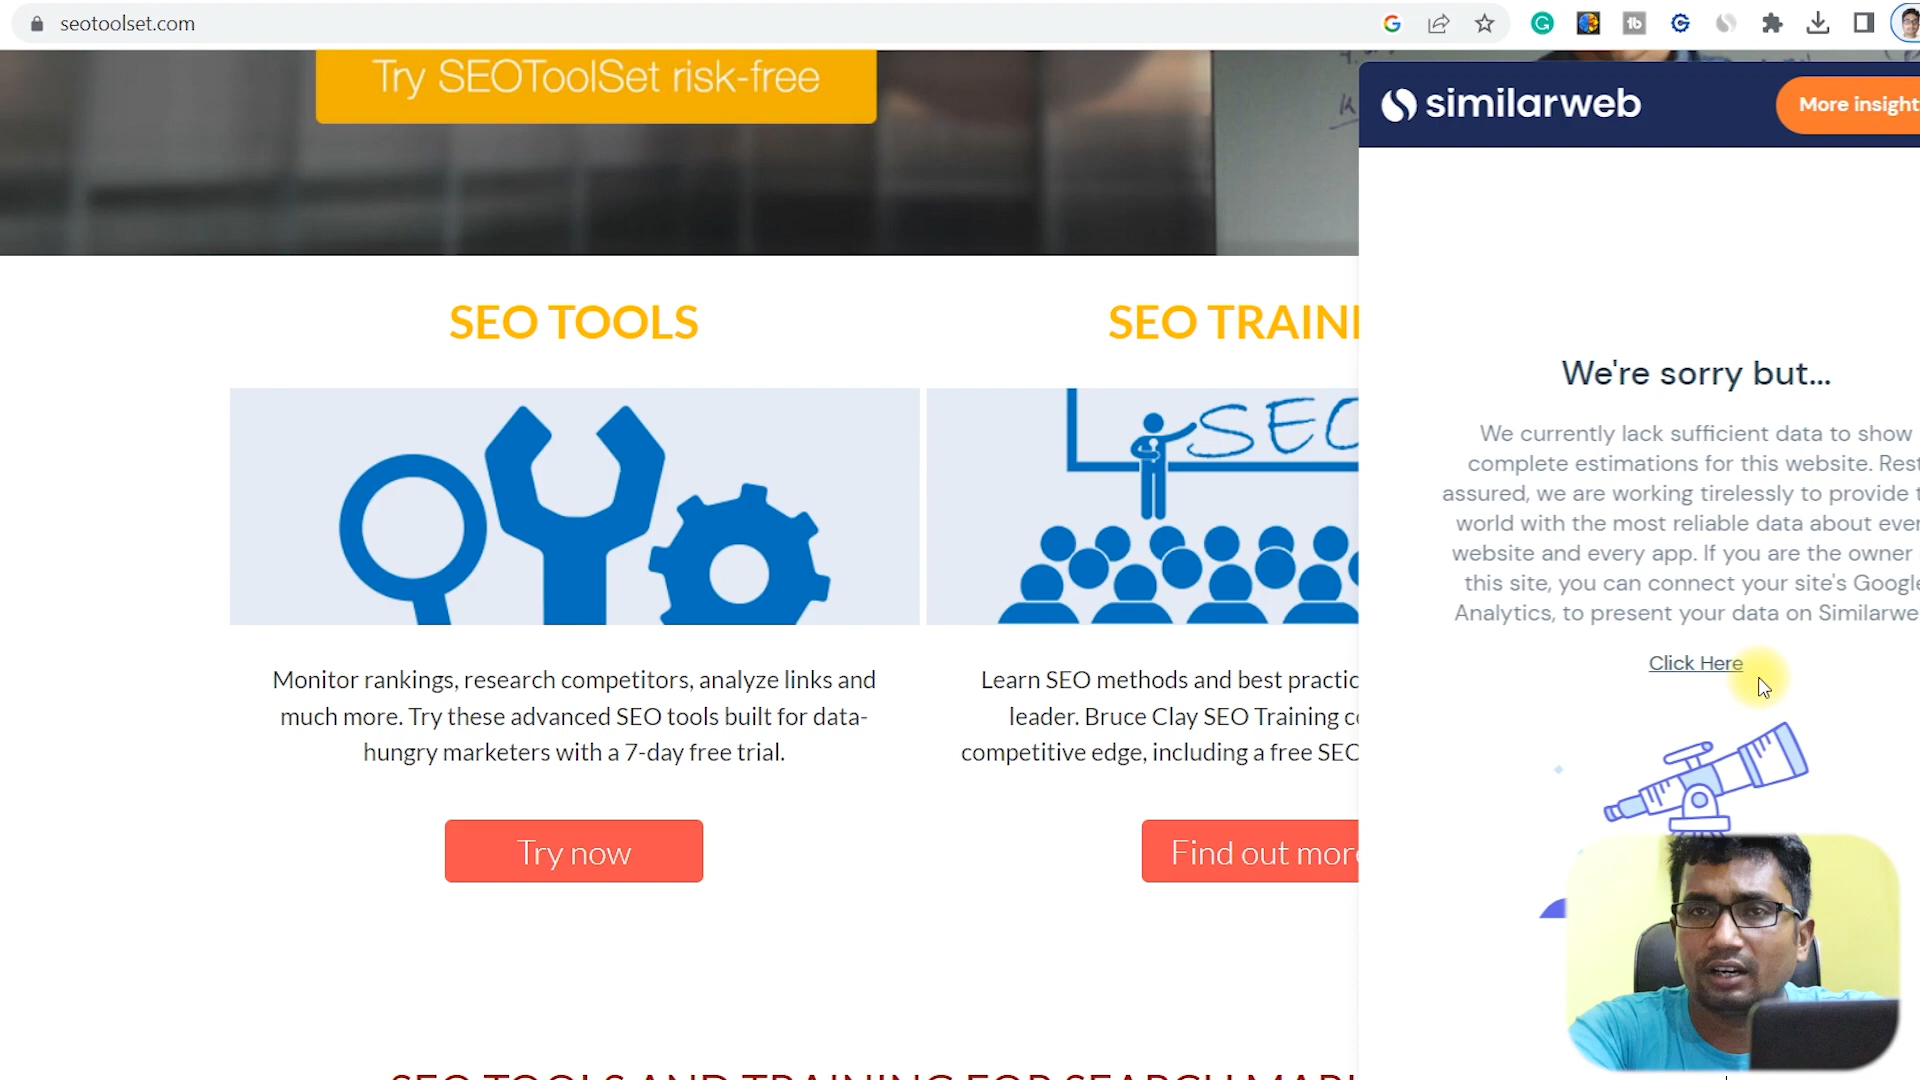 seotoolset.com
Try SEOToolSet risk-free
similarweb
More insight
SEO TOOLS
SEO TRAIN
We're sorry but...
We currently lack sufficient data to show
complete estimations for this website. Rest
assured, we are working tirelessly to provide t
world with the most reliable data about ever
website and every app. If you are the owner
this site, you can connect your site's Google
Analytics, to present your data on Similarwe
Click Here
SEO
Monitor rankings, research competitors, analyze links and
much more. Try these advanced SEO tools built for data-
hungry marketers with a 7-day free trial.
Try now
Learn SEO methods and best practic
leader. Bruce Clay SEO Training co
competitive edge, including a free SEO
Find out more
SEO TOOLS AND TRAINING FOR SEARCH MAR